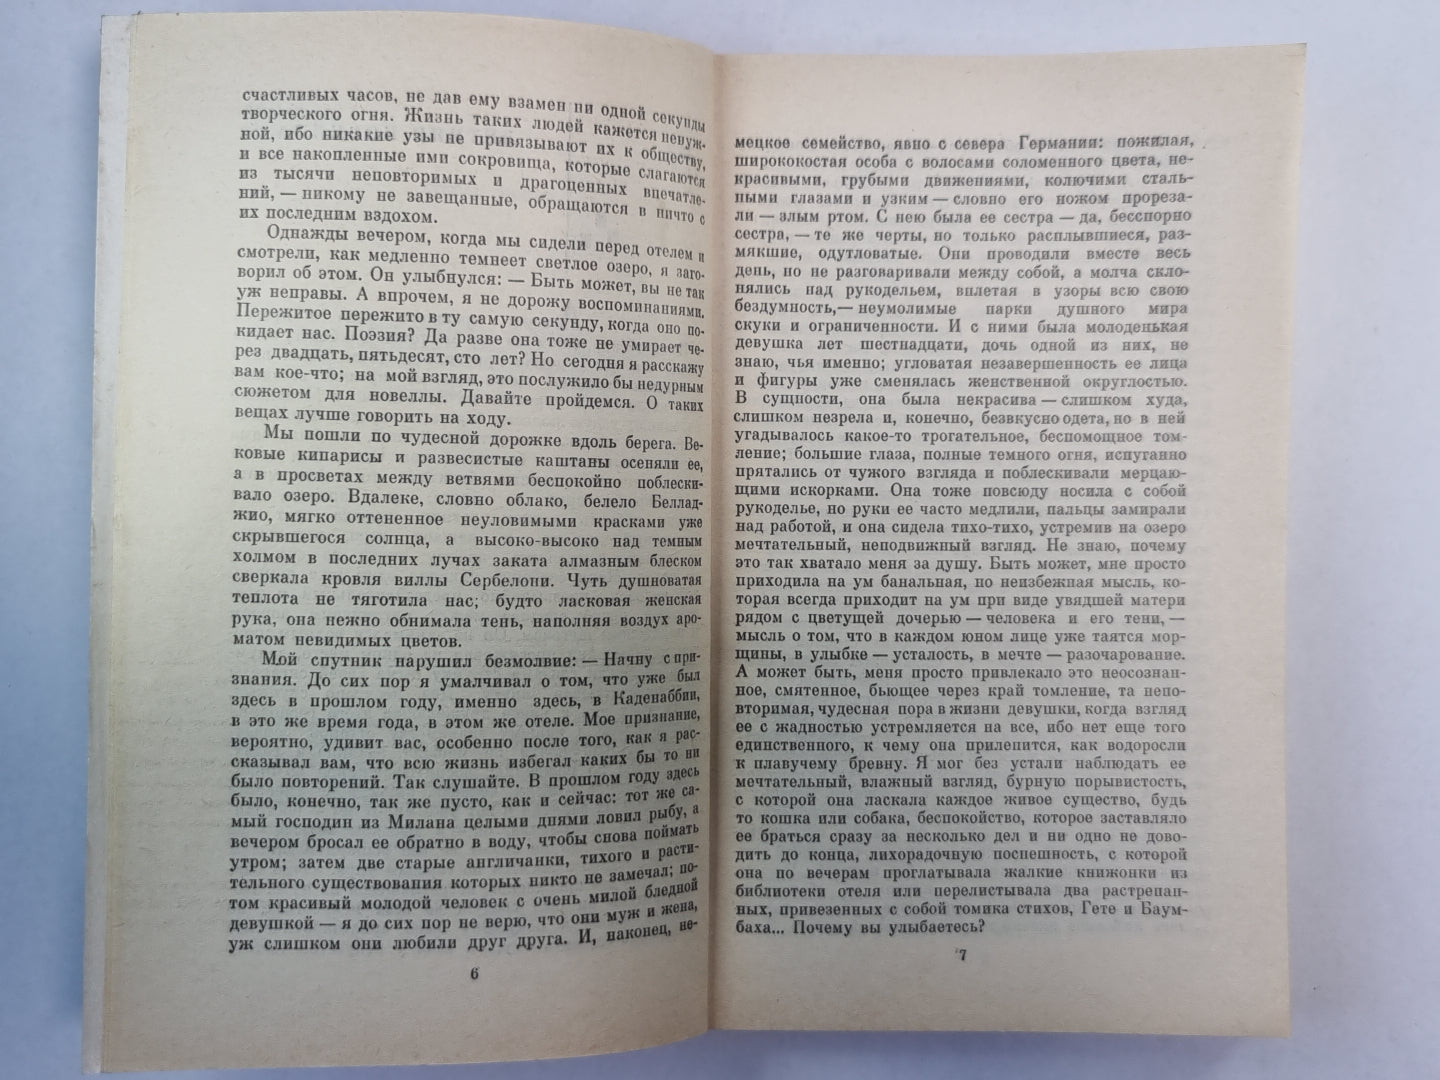 счастливых часов, не дав ему взамен ни одной секунды
творческого огня. Жизнь таких людей кажется ненуж-
ной, ибо никакие узы не привязывают их к обществу,
и все накопленные ими сокровища, которые слагаются
из тысячи неповторимых и драгоценных впечатле-
ний, — никому не завещанные, обращаются в ничто с
их последним вздохом.
Однажды вечером, когда мы сидели перед отелем и
смотрели, как медленно темнеет светлое озеро, я заго-
ворил об этом. Он улыбнулся: — Быть может, вы не так
уж неправы. А впрочем, я не дорожу воспоминаниями.
Пережитое пережито в ту самую секунду, когда оно по-
кидает нас. Поэзия? Да разве она тоже не умирает че-
рез двадцать, пятьдесят, сто лет? Но сегодня я расскажу
вам кое-что; на мой взгляд, это послужило бы недурным
сюжетом для новеллы. Давайте пройдемся. О таких
вещах лучше говорить на ходу.
Мы пошли по чудесной дорожке вдоль берега. Ве-
ковые кипарисы и развесистые каштаны осеняли ее,
а в просветах между ветвями беспокойно поблески-
вало озеро. Вдалеке, словно облако, белело Беллад-
жио, мягко оттененное неуловимыми красками уже
скрывшегося солнца, а высоко-высоко над темным
холмом в последних лучах заката алмазным блеском
сверкала кровля виллы Сербелони. Чуть душноватая
теплота не тяготила нас; будто ласковая женская
рука, она нежно обнимала тень, наполняя воздух аро-
матом невидимых цветов.
Мой спутник нарушил безмолвие: — Начну с при-
знания. До сих пор я умалчивал о том, что уже был
здесь в прошлом году, именно здесь, в Каденаббии,
в это же время года, в этом же отеле. Мое признание,
вероятно, удивит вас, особенно после того, как я рас-
сказывал вам, что всю жизнь избегал каких бы то ни
было повторений. Так слушайте. В прошлом году здесь
было, конечно, так же пусто, как и сейчас: тот же са-
мый господин из Милана целыми днями ловил рыбу, а
вечером бросал ее обратно в воду, чтобы снова поймать
утром; затем две старые англичанки, тихого и расти-
тельного существования которых никто не замечал; по-
том красивый молодой человек с очень милой бледной
девушкой — я до сих пор не верю, что они муж и жена,
уж слишком они любили друг друга. И, наконец, не-
6
мецкое семейство, явно с севера Германии: пожилая,
ширококостая особа с волосами соломенного цвета, не-
красивыми, грубыми движениями, колючими сталь-
ными глазами и узким — словно его ножом прореза-
ли — злым ртом. С нею была ее сестра — да, бесспорно
сестра, — те же черты, но только расплывшиеся, раз-
мякшие, одутловатые. Они проводили вместе весь
день, но не разговаривали между собой, а молча скло-
нялись над рукодельем, вплетая в узоры всю свою
бездумность,— неумолимые парки душного мира
скуки и ограниченности. И с ними была молоденькая
девушка лет шестнадцати, дочь одной из них, не
знаю, чья именно; угловатая незавершенность ее лица
и фигуры уже сменялась женственной округлостью.
В сущности, она была некрасива — слишком худа,
слишком незрела и, конечно, безвкусно одета, но в ней
угадывалось какое-то трогательное, беспомощное том-
ление; большие глаза, полные темного огня, испуганно
прятались от чужого взгляда и поблескивали мерцаю-
щими искорками. Она тоже повсюду носила с собой
рукоделье, но руки ее часто медлили, пальцы замирали
над работой, и она сидела тихо-тихо, устремив на озеро
мечтательный, неподвижный взгляд. Не знаю, почему
это так хватало меня за душу. Быть может, мне просто
приходила на ум банальная, но неизбежная мысль, ко-
торая всегда приходит на ум при виде увядшей матери
рядом с цветущей дочерью — человека и его тени, —
мысль о том, что в каждом юном лице уже таятся мор-
щины, в улыбке — усталость, в мечте — разочарование.
А может быть, меня просто привлекало это неосознан-
ное, смятенное, бьющее через край томление, та непо-
вторимая, чудесная пора в жизни девушки, когда взгляд
ее с жадностью устремляется на все, ибо нет еще того
единственного, к чему она прилепится, как водоросли
к плавучему бревну. Я мог без устали наблюдать ее
мечтательный, влажный взгляд, бурную порывистость,
с которой она ласкала каждое живое существо, будь
то кошка или собака, беспокойство, которое заставляло
ее браться сразу за несколько дел и ни одно не дово-
дить до конца, лихорадочную поспешность, с которой
она по вечерам проглатывала жалкие книжонки из
библиотеки отеля или перелистывала два растрепан-
ных, привезенных с собой томика стихов, Гете и Баум-
баха... Почему вы улыбаетесь?
7